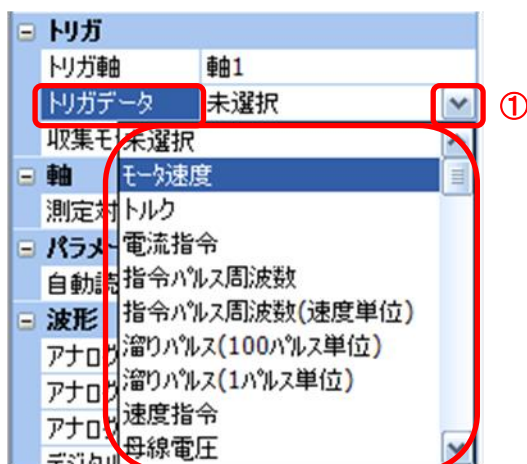 トリガ
トリガ軸 軸1
トリガデータ 未選択 ①
収集モ 未選択
軸 モータ速度
測定対 トルク
パラメー 電流指令
自動読 指令パルス周波数
波形 指令パルス周波数(速度単位)
アナログ 溜りパルス(100パルス単位)
アナログ 溜りパルス(1パルス単位)
アナログ 速度指令
デジタル 母線電圧